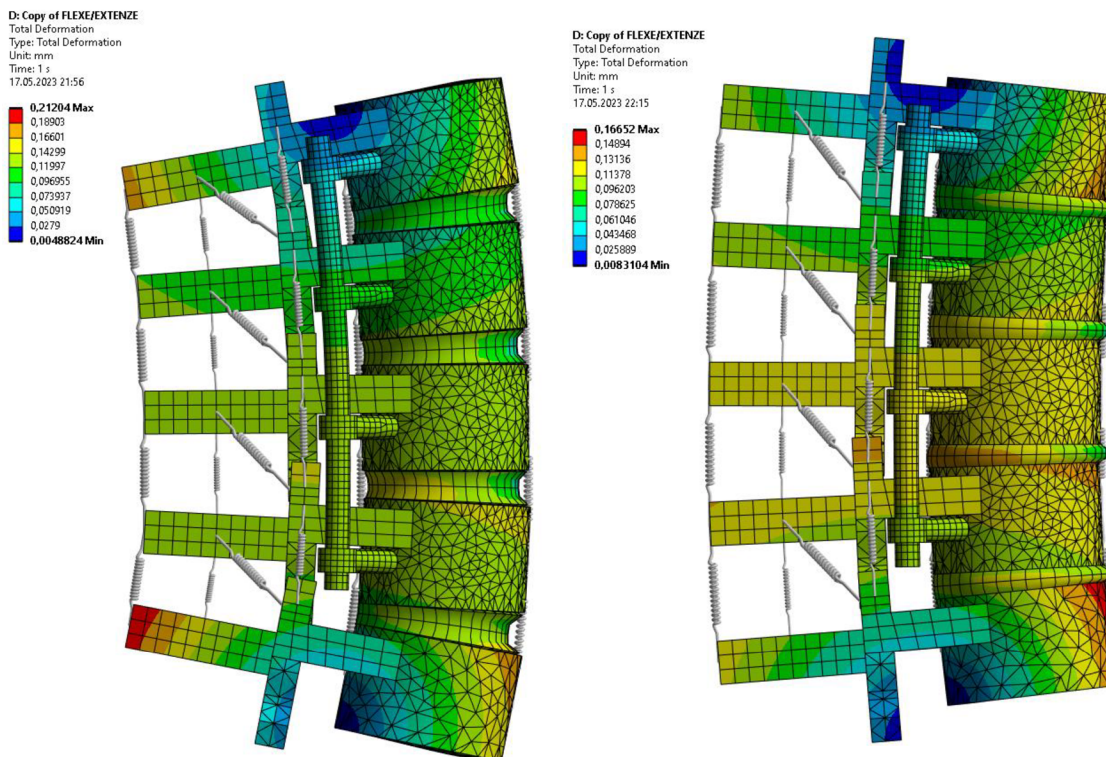 D: Copy of FLEXE/EXTENZE
Total Deformation
Type: Total Deformation
Unit: mm
Time: 1 s
17.05.2023 21:56
0,21204 Max
0,18903
0,16601
0,14299
0,11997
0,096955
0,073937
0,050919
0,0279
0,0048824 Min
D: Copy of FLEXE/EXTENZE
Total Deformation
Type: Total Deformation
Unit: mm
Time: 1 s
17.05.2023 22:15
0,16652 Max
0,14894
0,13136
0,11378
0,096203
0,078625
0,061046
0,043468
0,025889
0,0083104 Min